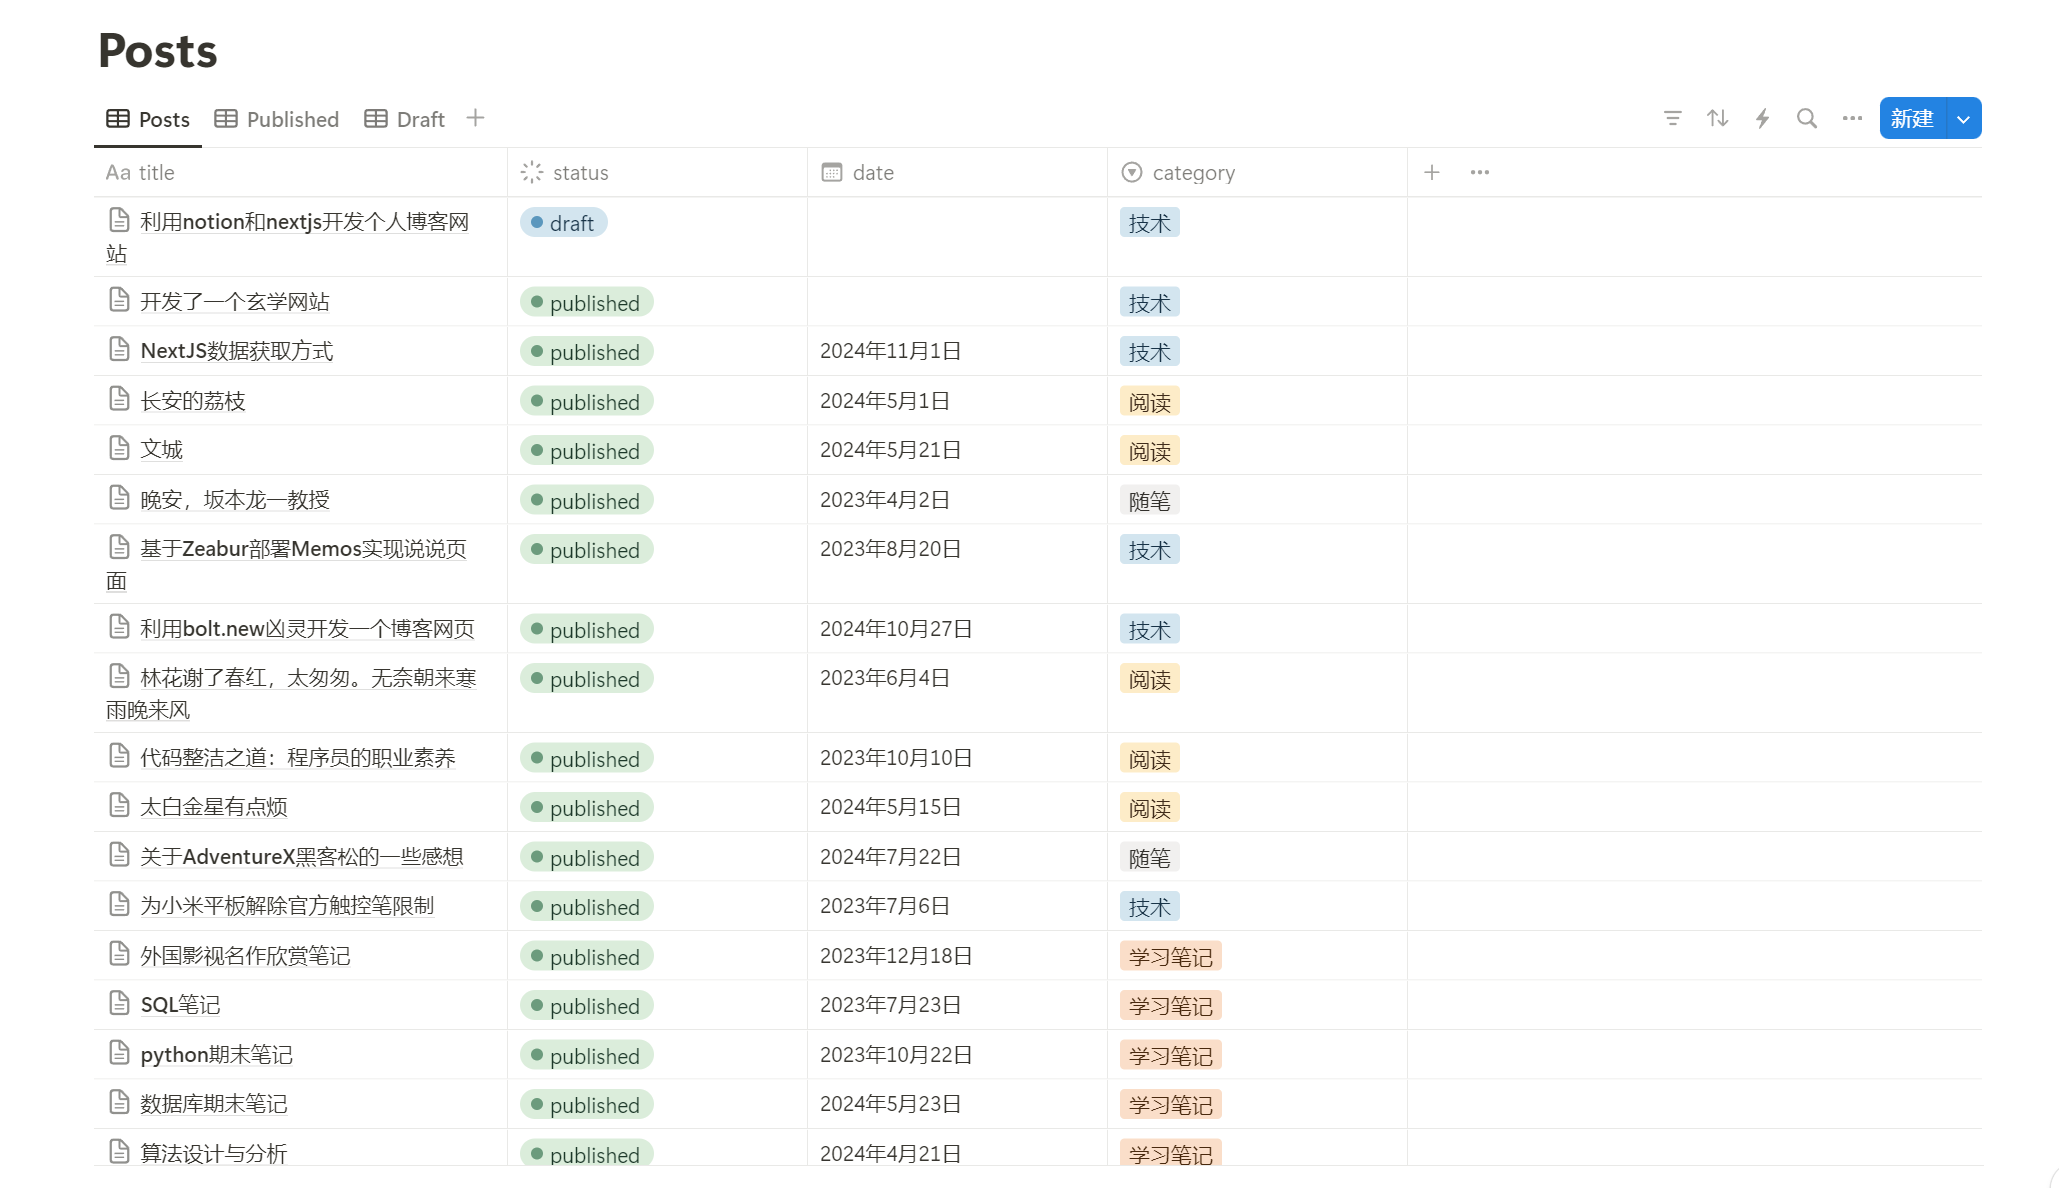 Posts
Posts Published Draft
新建
Aa title status date category
利用notion和nextjs开发个人博客网 draft 技术
站
开发了一个玄学网站 published 技术
NextJS数据获取方式 published 2024年11月1日 技术
长安的荔枝 published 2024年5月1日 阅读
文城 published 2024年5月21日 阅读
晚安，坂本龙一教授 published 2023年4月2日 随笔
基于Zeabur部署Memos实现说说页 published 2023年8月20日 技术
面
利用bolt.new凶灵开发一个博客网页 published 2024年10月27日 技术
林花谢了春红，太匆匆。无奈朝来寒 published 2023年6月4日 阅读
雨晚来风
代码整洁之道：程序员的职业素养 published 2023年10月10日 阅读
太白金星有点烦 published 2024年5月15日 阅读
关于AdventureX黑客松的一些感想 published 2024年7月22日 随笔
为小米平板解除官方触控笔限制 published 2023年7月6日 技术
外国影视名作欣赏笔记 published 2023年12月18日 学习笔记
SQL笔记 published 2023年7月23日 学习笔记
python期末笔记 published 2023年10月22日 学习笔记
数据库期末笔记 published 2024年5月23日 学习笔记
算法设计与分析 published 2024年4月21日 学习笔记